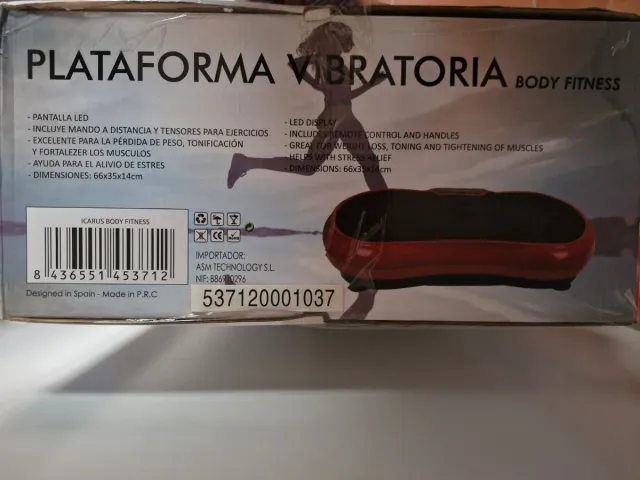 PLATAFORMA VIBRATORIA BODY FITNESS
- PANTALLA LED
- INCLUYE MANDO A DISTANCIA Y TENSORES PARA EJERCICIOS
- EXCELENTE PARA LA PÉRDIDA DE PESO, TONIFICACIÓN
Y FORTALEZER LOS MUSCULOS
- AYUDA PARA EL ALIVIO DE ESTRES
- DIMENSIONES: 66x35x14cm
- LED DISPLAY
- INCLUDES REMOTE CONTROL AND HANDLES
- GREAT FOR WEIGHT LOSS, TONING AND TIGHTENING OF MUSCLES
- HELPS WITH STRESS RELIEF
- DIMENSIONS: 66x35x14cm
ICARUS BODY FITNESS
8 436551 453712
Designed in Spain - Made in P.R.C
IMPORTADOR:
ASM TECHNOLOGY S.L.
NIF:
537120001037